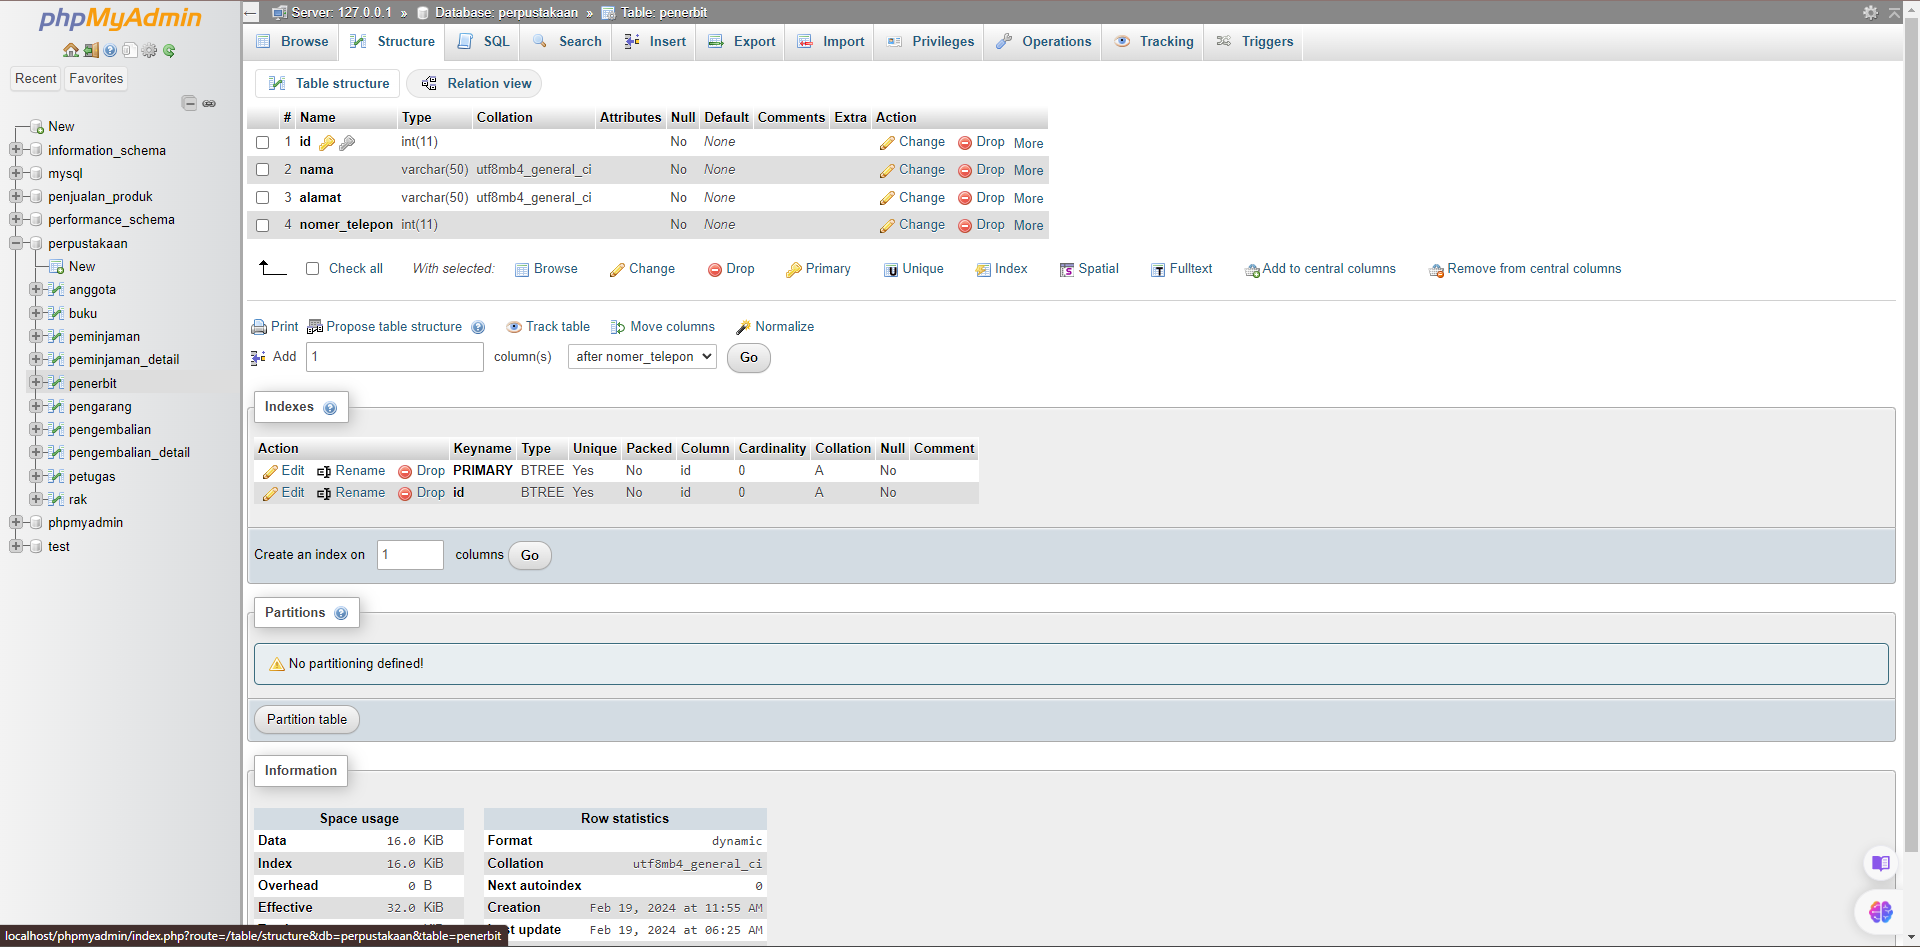 phpMyAdmin
Recent Favorites
New
information_schema
mysql
penjualan_produk
performance_schema
perpustakaan
New
anggota
buku
peminjaman
peminjaman_detail
penerbit
pengarang
pengembalian
pengembalian_detail
petugas
rak
phpmyadmin
test
Server: 127.0.0.1 » Database: perpustakaan » Table: penerbit
Browse Structure SQL Search Insert Export Import Privileges Operations Tracking Triggers
Table structure Relation view
# Name Type Collation Attributes Null Default Comments Extra Action
1 id int(11) No None Change Drop More
2 nama varchar(50) utf8mb4_general_ci No None Change Drop More
3 alamat varchar(50) utf8mb4_general_ci No None Change Drop More
4 nomer_telepon int(11) No None Change Drop More
Check all With selected: Browse Change Drop Primary Unique Index Spatial Fulltext Add to central columns Remove from central columns
Print Propose table structure Track table Move columns Normalize
Add 1 column(s) after nomer_telepon Go
Indexes
Action Keyname Type Unique Packed Column Cardinality Collation Null Comment
Edit Rename Drop PRIMARY BTREE Yes No id 0 A No
Edit Rename Drop id BTREE Yes No id 0 A No
Create an index on 1 columns Go
Partitions
No partitioning defined!
Partition table
Information
Space usage
Data 16.0 KiB
Index 16.0 KiB
Overhead 0 B
Effective 32.0 KiB
Row statistics
Format dynamic
Collation utf8mb4_general_ci
Next autoindex 0
Creation Feb 19, 2024 at 11:55 AM
update Feb 19, 2024 at 06:25 AM
localhost/phpmyadmin/index.php?route=/table/structure&db=perpustakaan&table=penerbit